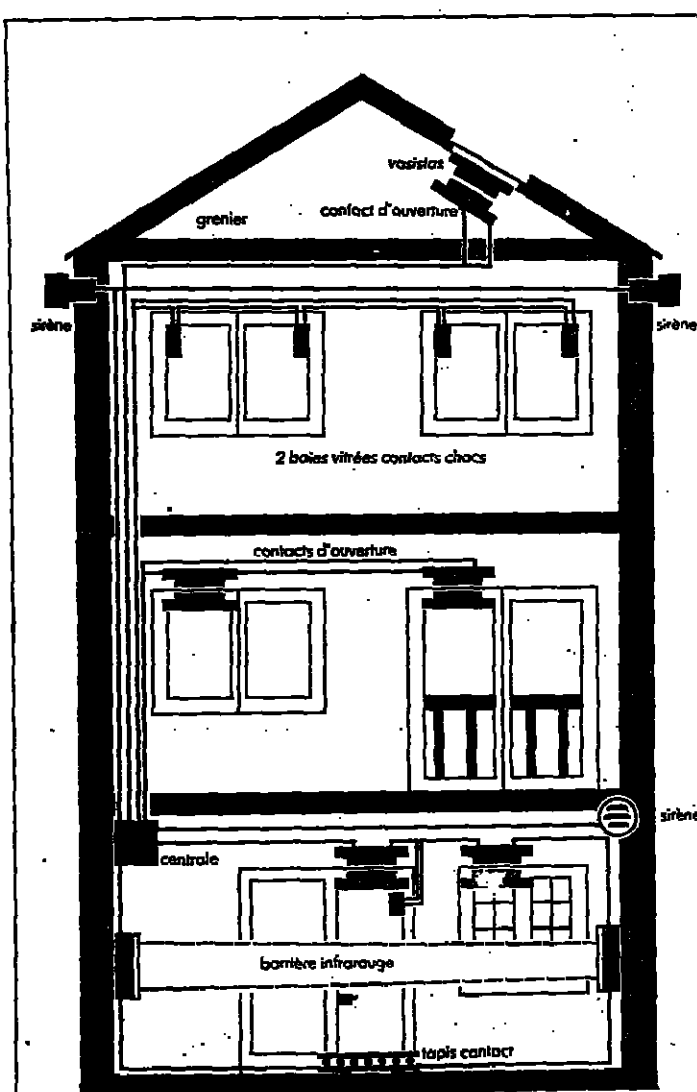 vasistas
contact d'ouverture
grenier
sirène
sirène
2 baies vitrées contacts chocs
contacts d'ouverture
sirène
centrale
barrière infrarouge
tapis contact